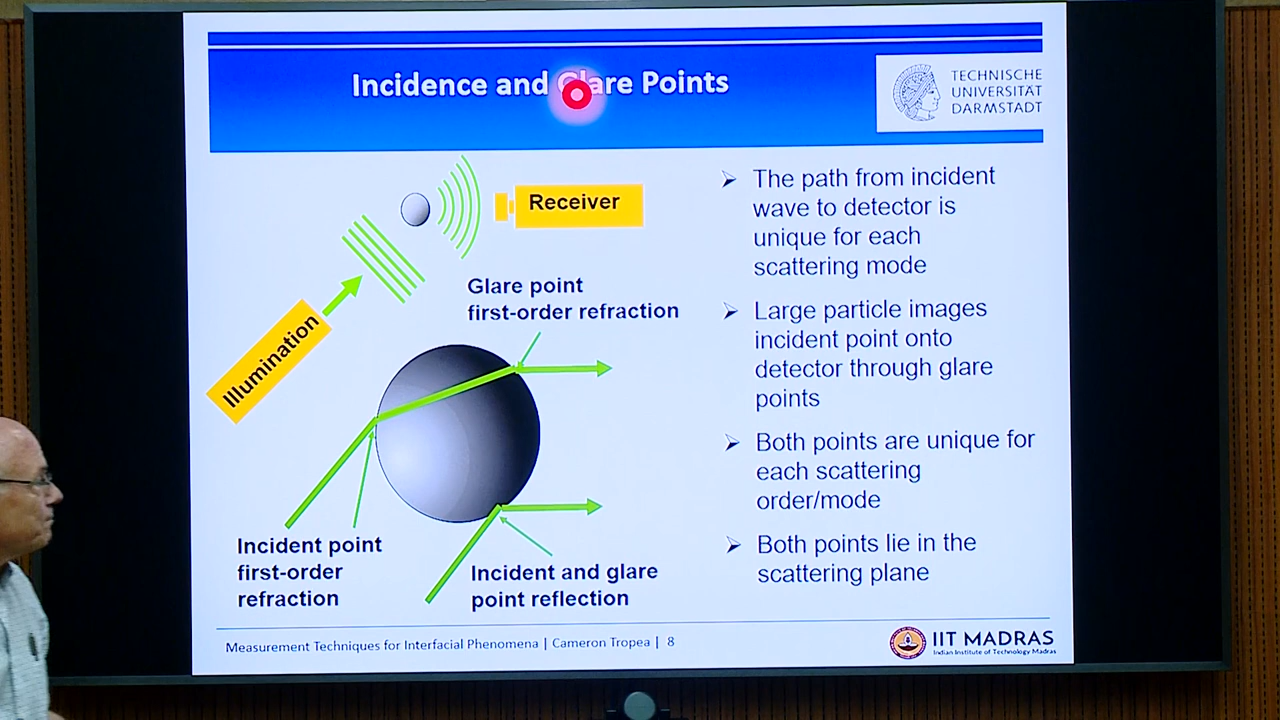 Incidence and Glare Points
TECHNISCHE
UNIVERSITÄT
DARMSTADT
Receiver
Illumination
Glare point
first-order refraction
Incident point
first-order
refraction
Incident and glare
point reflection
➢ The path from incident
wave to detector is
unique for each
scattering mode
➢ Large particle images
incident point onto
detector through glare
points
➢ Both points are unique for
each scattering
order/mode
➢ Both points lie in the
scattering plane
Measurement Techniques for Interfacial Phenomena | Cameron Tropea | 8
IIT MADRAS
Indian Institute of Technology Madras